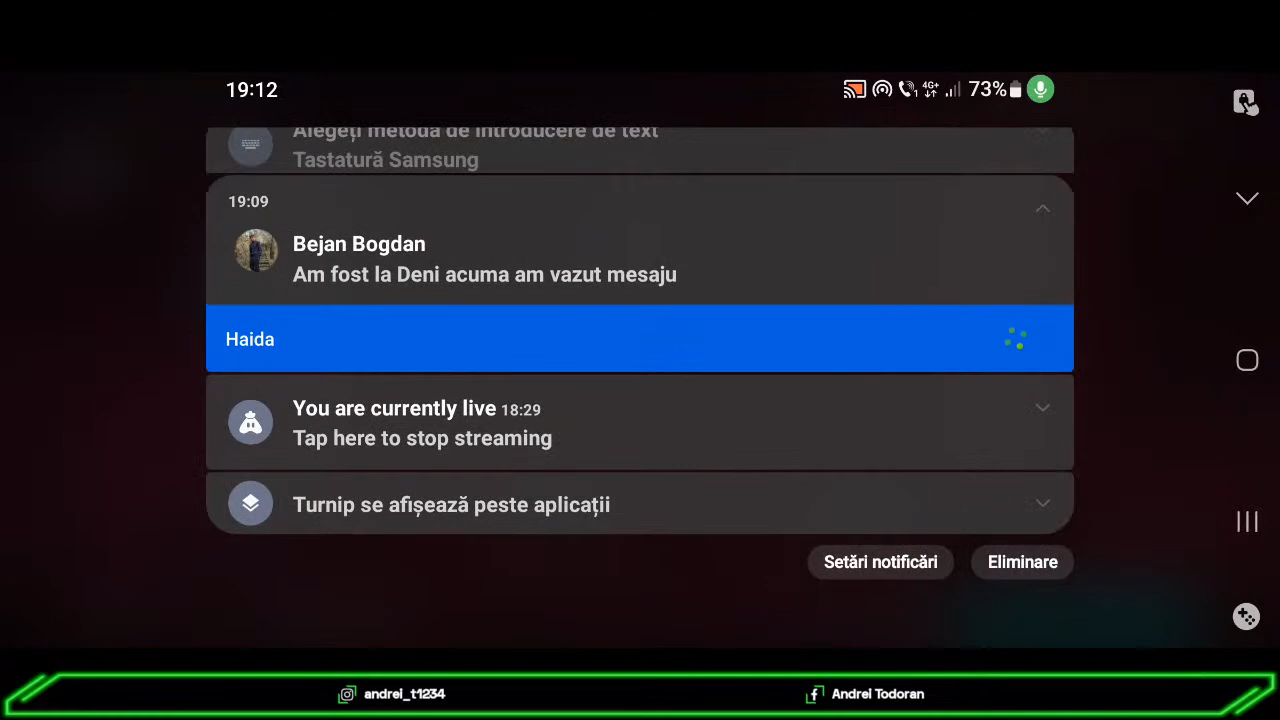 19:12
4G+
73%
Alegeți metoda de introducere de text
Tastatură Samsung
19:09
Bejan Bogdan
Am fost la Deni acuma am vazut mesaju
Haida
You are currently live 18:29
Tap here to stop streaming
Turnip se afișează peste aplicații
Setări notificări
Eliminare
andrei_t1234
Andrei Todoran